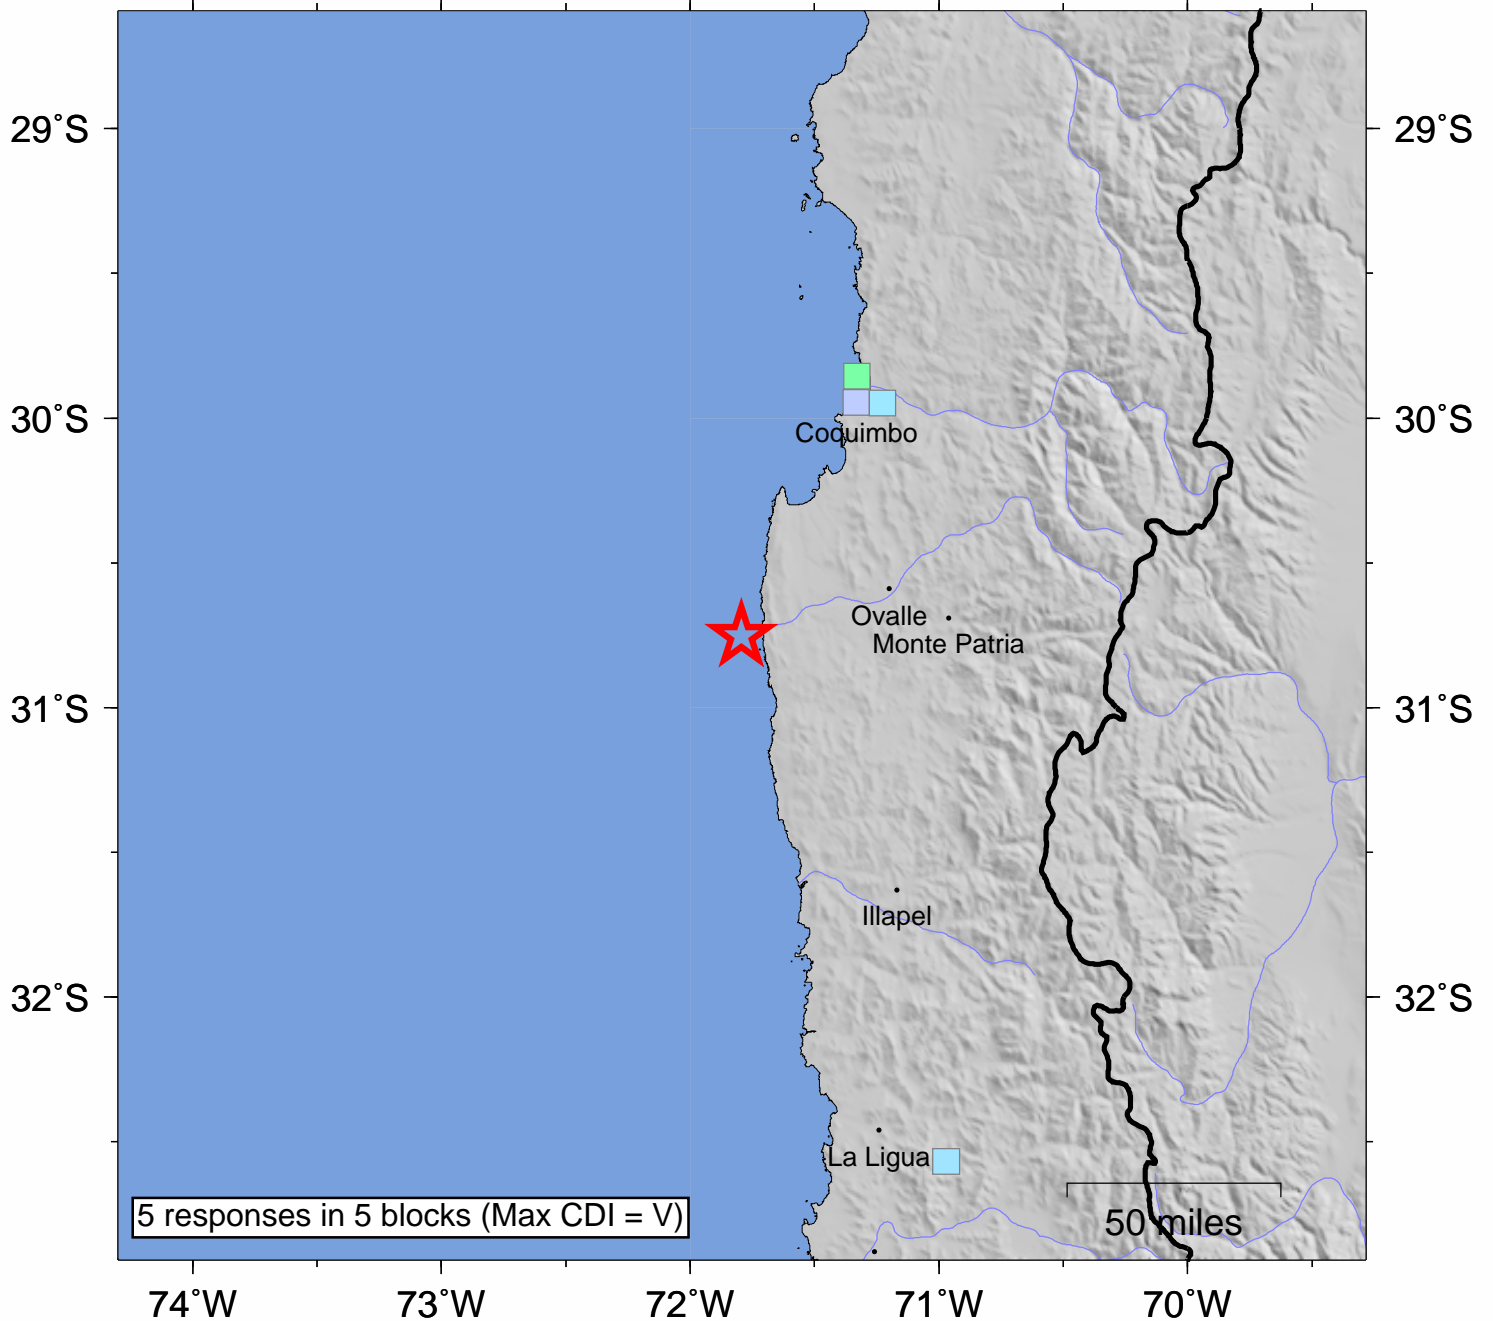 29°S
29°S
30°S
30°S
Coquimbo
Ovalle
Monte Patria
31°S
31°S
Illapel
32°S
32°S
La Ligua
5 responses in 5 blocks (Max CDI = V)
50 miles
74°W
73°W
72°W
71°W
70°W